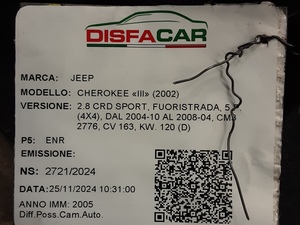 DISFACAR
MARCA: JEEP
MODELLO: CHEROKEE «III» (2002)
VERSIONE: 2.8 CRD SPORT, FUORISTRADA,
(4X4), DAL 2004-10 AL 2008-04, CM3
2776, CV 163, KW. 120 (D)
P5: ENR
EMISSIONE:
NS: 2721/2024
DATA:25/11/2024 10:31:00
ANNO IMM: 2005
Diff.Poss.Cam.Auto.